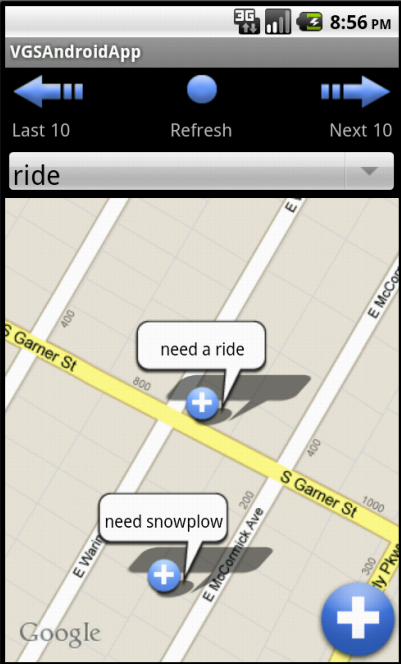 3G 8:56 PM
VGSAndroidApp
Last 10 Refresh Next 10
ride
400
S Garner St
800
need a ride
400
S Garner St
1000
need snowplow
200
E McCormick Ave
300
Google